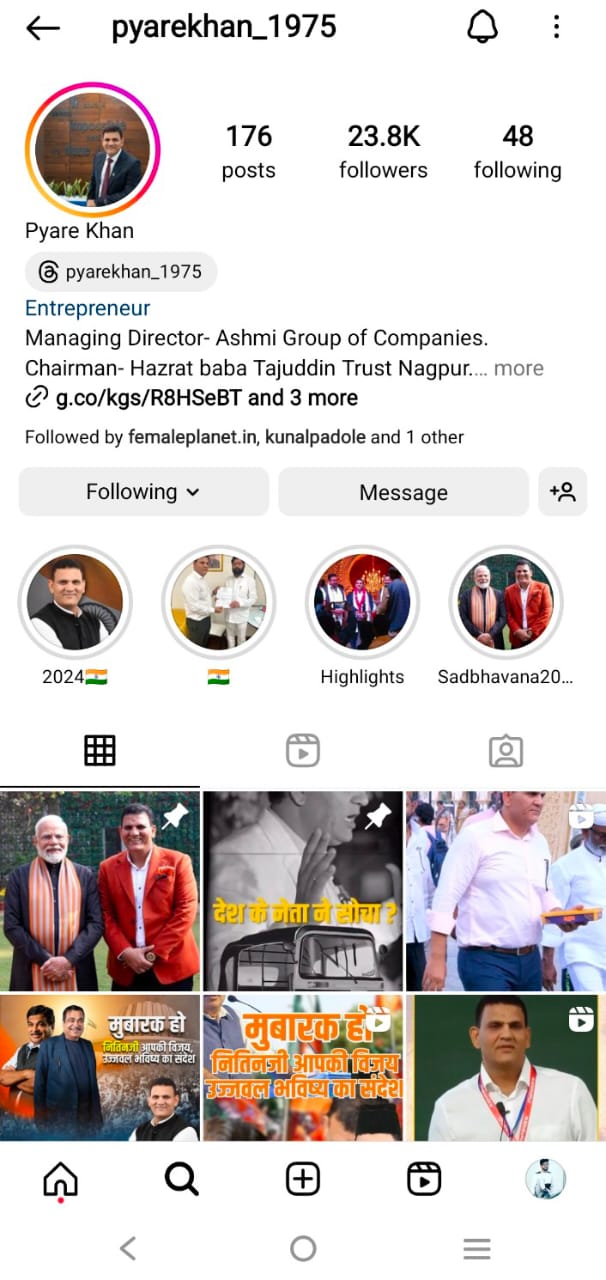 pyarekhan_1975
176
posts
23.8K
followers
48
following
Pyare Khan
pyarekhan_1975
Entrepreneur
Managing Director- Ashmi Group of Companies.
Chairman- Hazrat baba Tajuddin Trust Nagpur.... more
g.co/kgs/R8HSeBT and 3 more
Followed by femaleplanet.in, kunalpadole and 1 other
Following
Message
2024🇮🇳
🇮🇳
Highlights
Sadbhavana20...
देश के नेता ने सोचा ?
मुबारक हो
नितिनजी आपकी विजय,
उज्जवल भविष्य का संदेश
मुबारक हो
नितिनजी आपकी विजय
उज्जवल भविष्य का संदेश